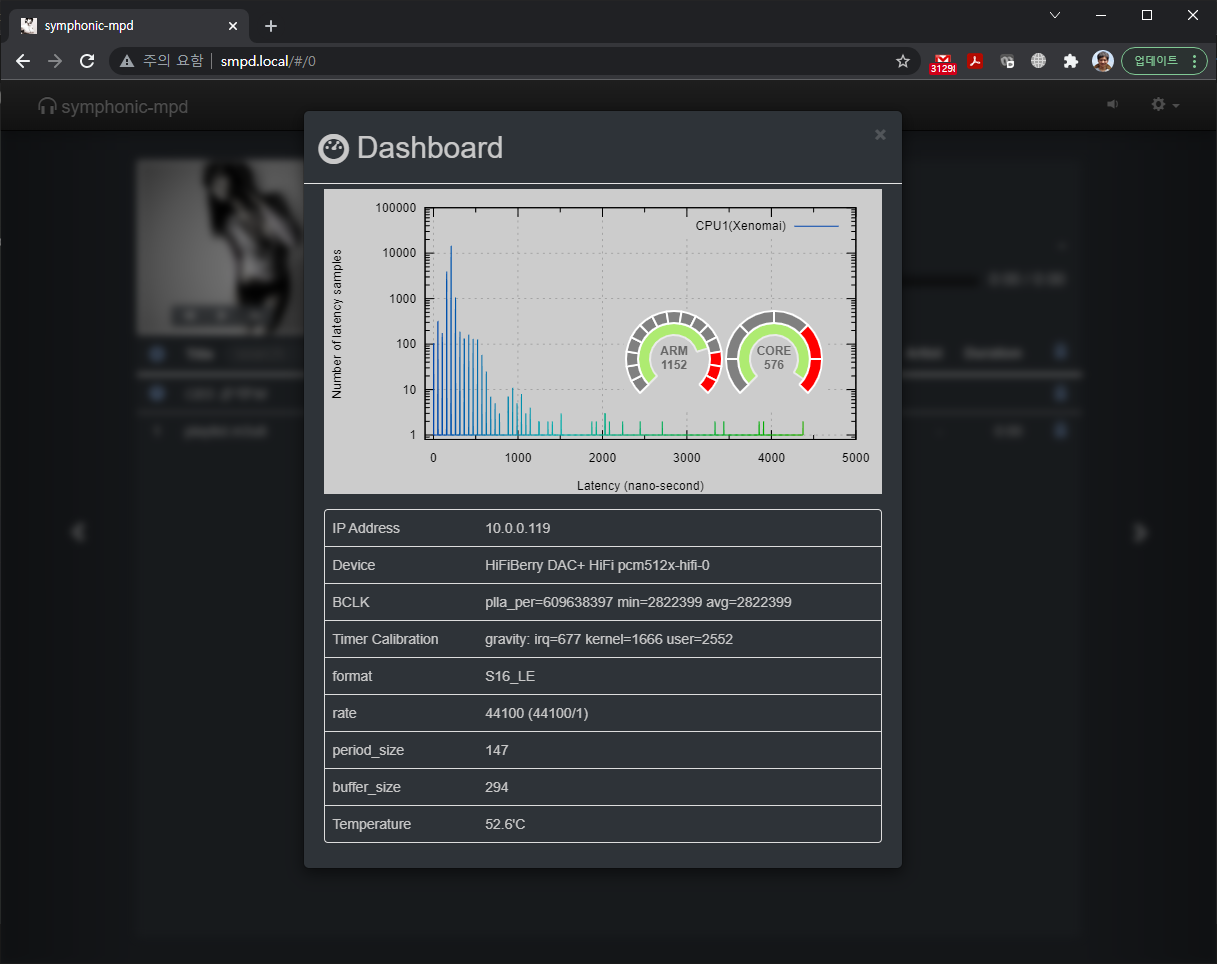 symphonic-mpd
주의 요함 smpd.local/#/0
업데이트
symphonic-mpd
Dashboard
Number of latency samples
100000
10000
1000
100
10
1
CPU1(Xenomai)
ARM
1152
CORE
576
0 1000 2000 3000 4000 5000
Latency (nano-second)
IP Address 10.0.0.119
Device HiFiBerry DAC+ HiFi pcm512x-hifi-0
BCLK plla_per=609638397 min=2822399 avg=2822399
Timer Calibration gravity: irq=677 kernel=1666 user=2552
format S16_LE
rate 44100 (44100/1)
period_size 147
buffer_size 294
Temperature 52.6'C